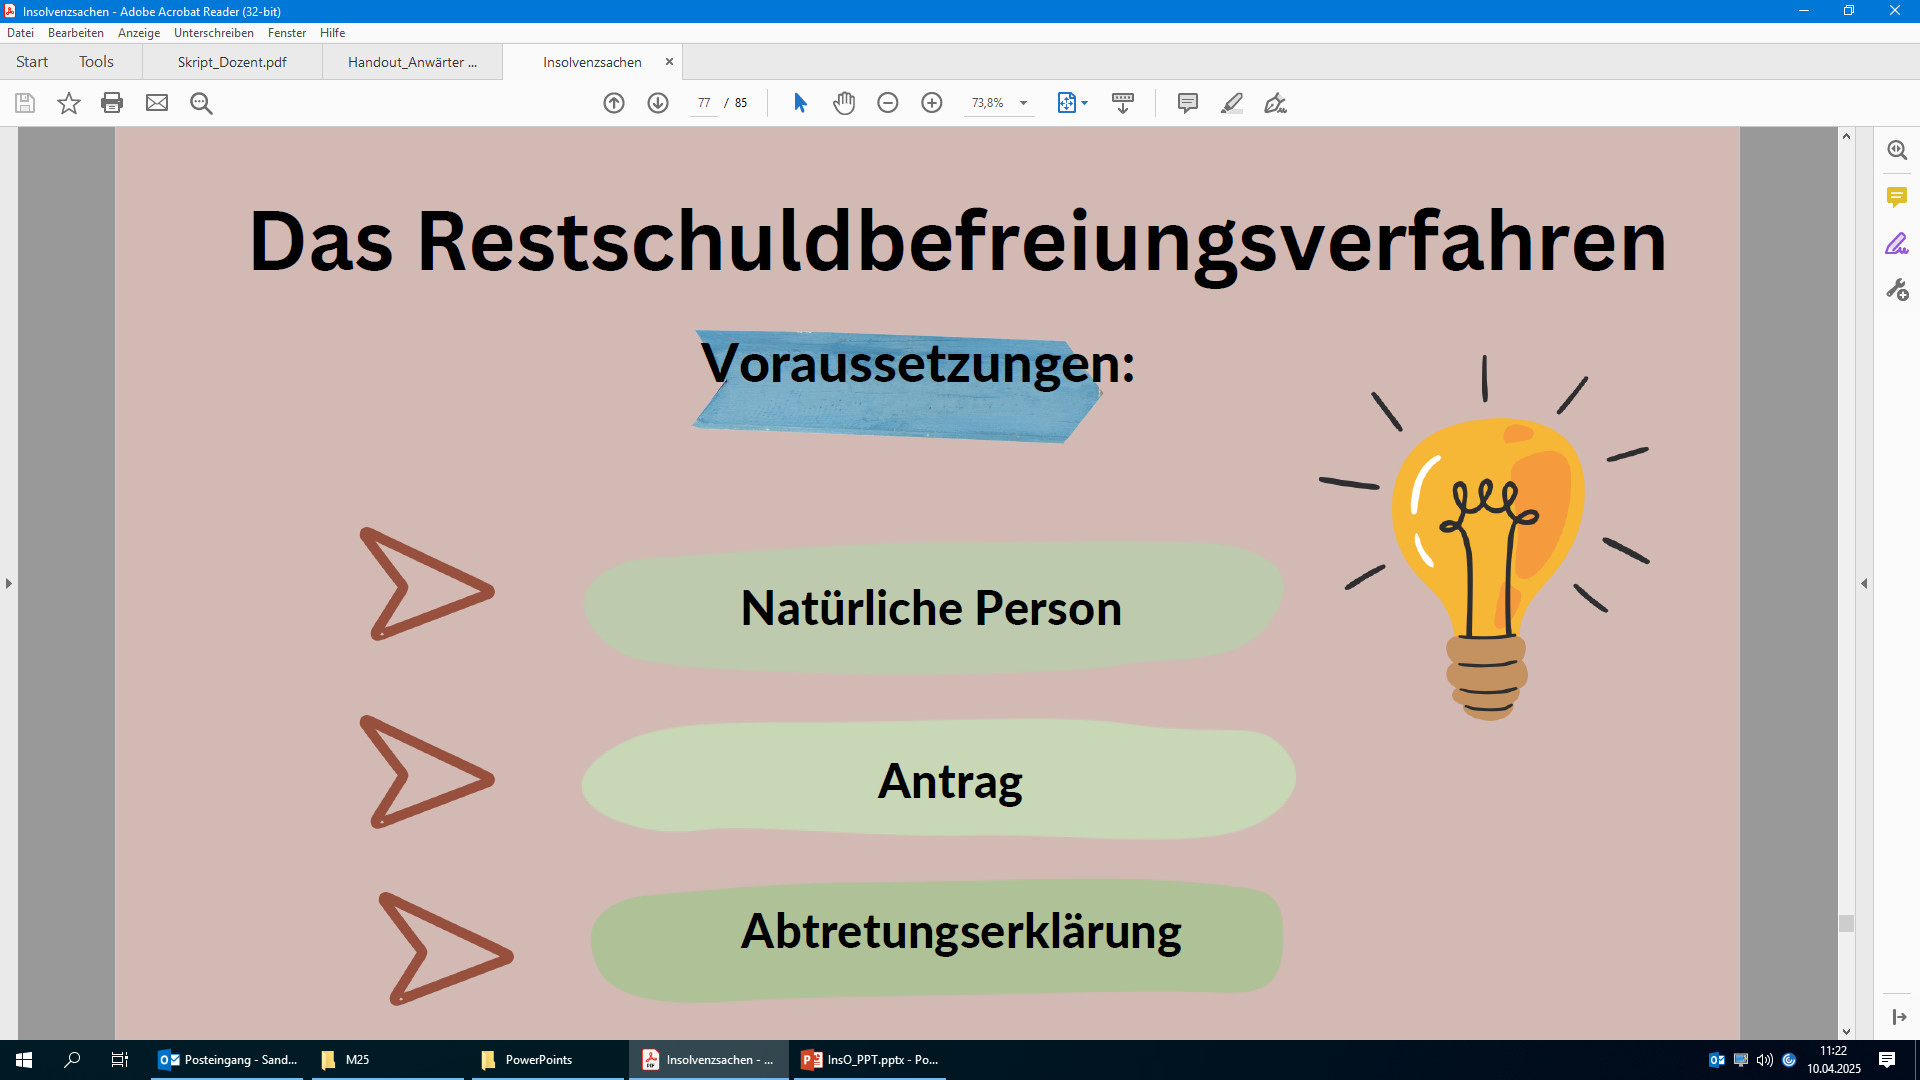 Insolvenzsachen - Adobe Acrobat Reader (32-bit)
Datei Bearbeiten Anzeige Unterschreiben Fenster Hilfe
Start Tools Skript_Dozent.pdf Handout_Anwärter ... Insolvenzsachen ×
77 / 85 73,8%
Das Restschuldbefreiungsverfahren
Voraussetzungen:
Natürliche Person
Antrag
Abtretungserklärung
Posteingang - Sand... M25 PowerPoints Insolvenzsachen - ... InsO_PPT.pptx - Po...
11:22
10.04.2025